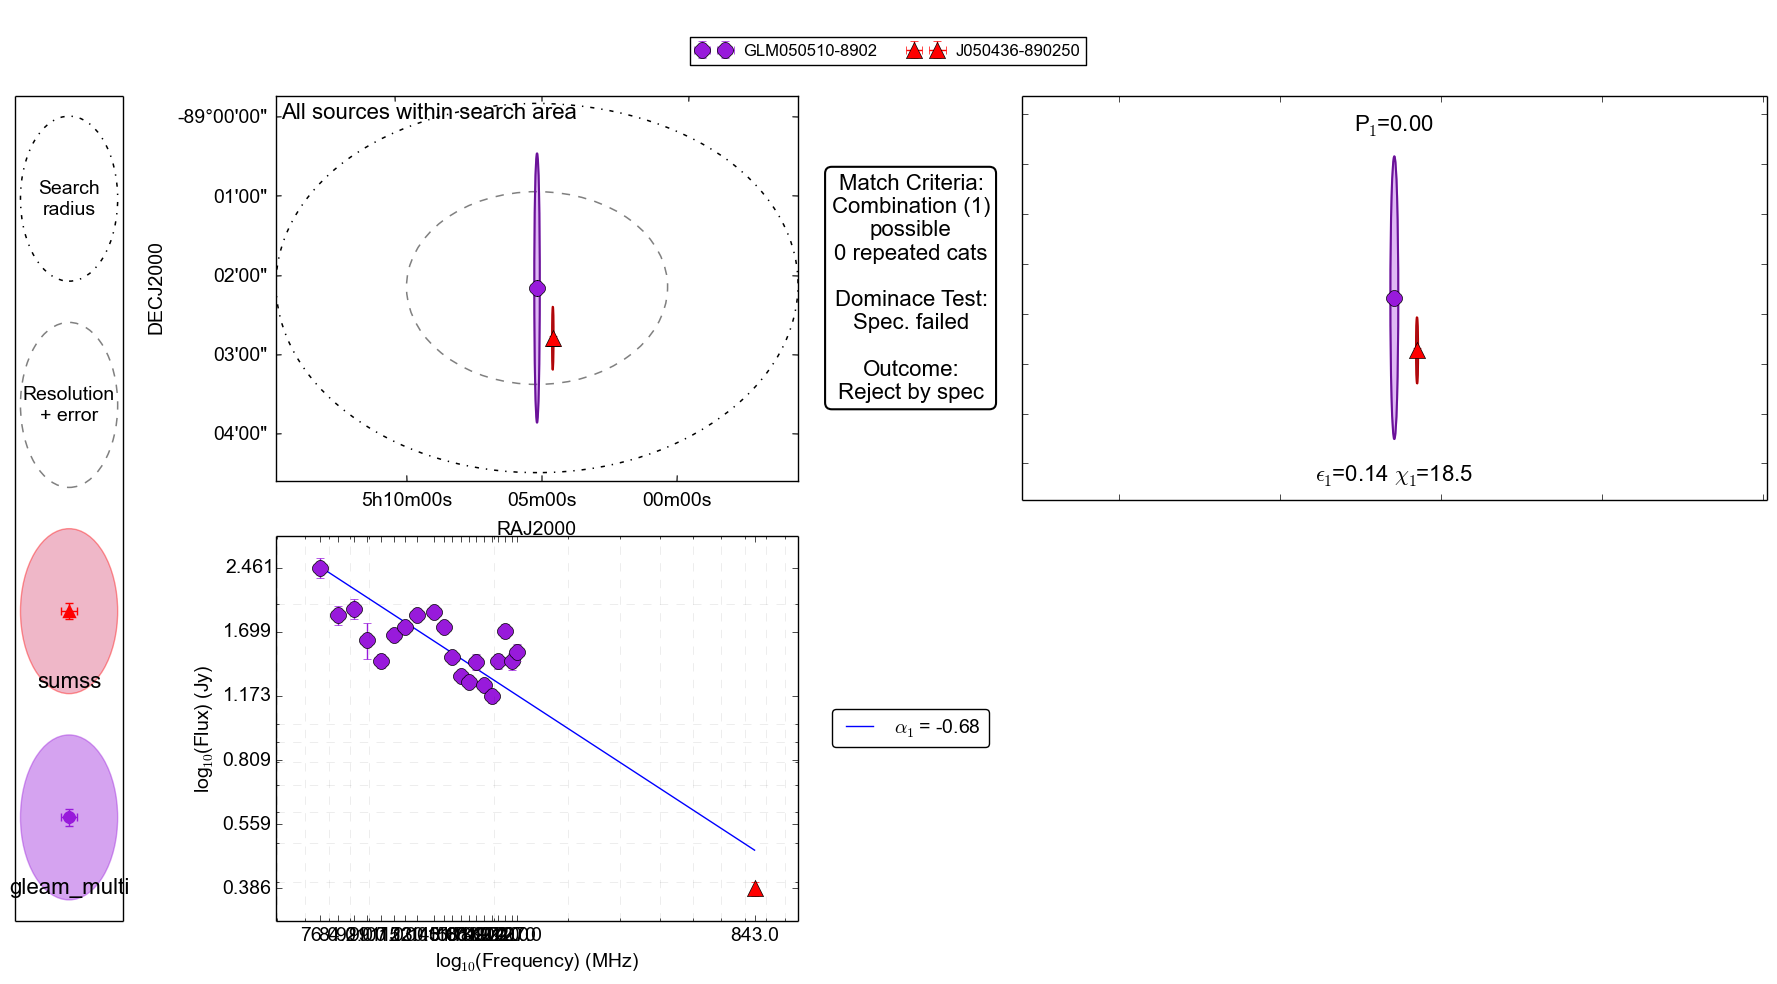 GLM050510-8902
J050436-890250
Search
radius
Resolution
+ error
sumss
gleam_multi
All sources within search area
-89°00'00"
01'00"
02'00"
03'00"
04'00"
DECJ2000
5h10m00s
05m00s
00m00s
RAJ2000
Match Criteria:
Combination (1)
possible
0 repeated cats
Dominace Test:
Spec. failed
Outcome:
Reject by spec
P₁=0.00
ϵ₁=0.14 χ₁=18.5
2.461
1.699
1.173
0.809
0.559
0.386
log₁₀(Flux) (Jy)
843.0
log₁₀(Frequency) (MHz)
α₁ = -0.68